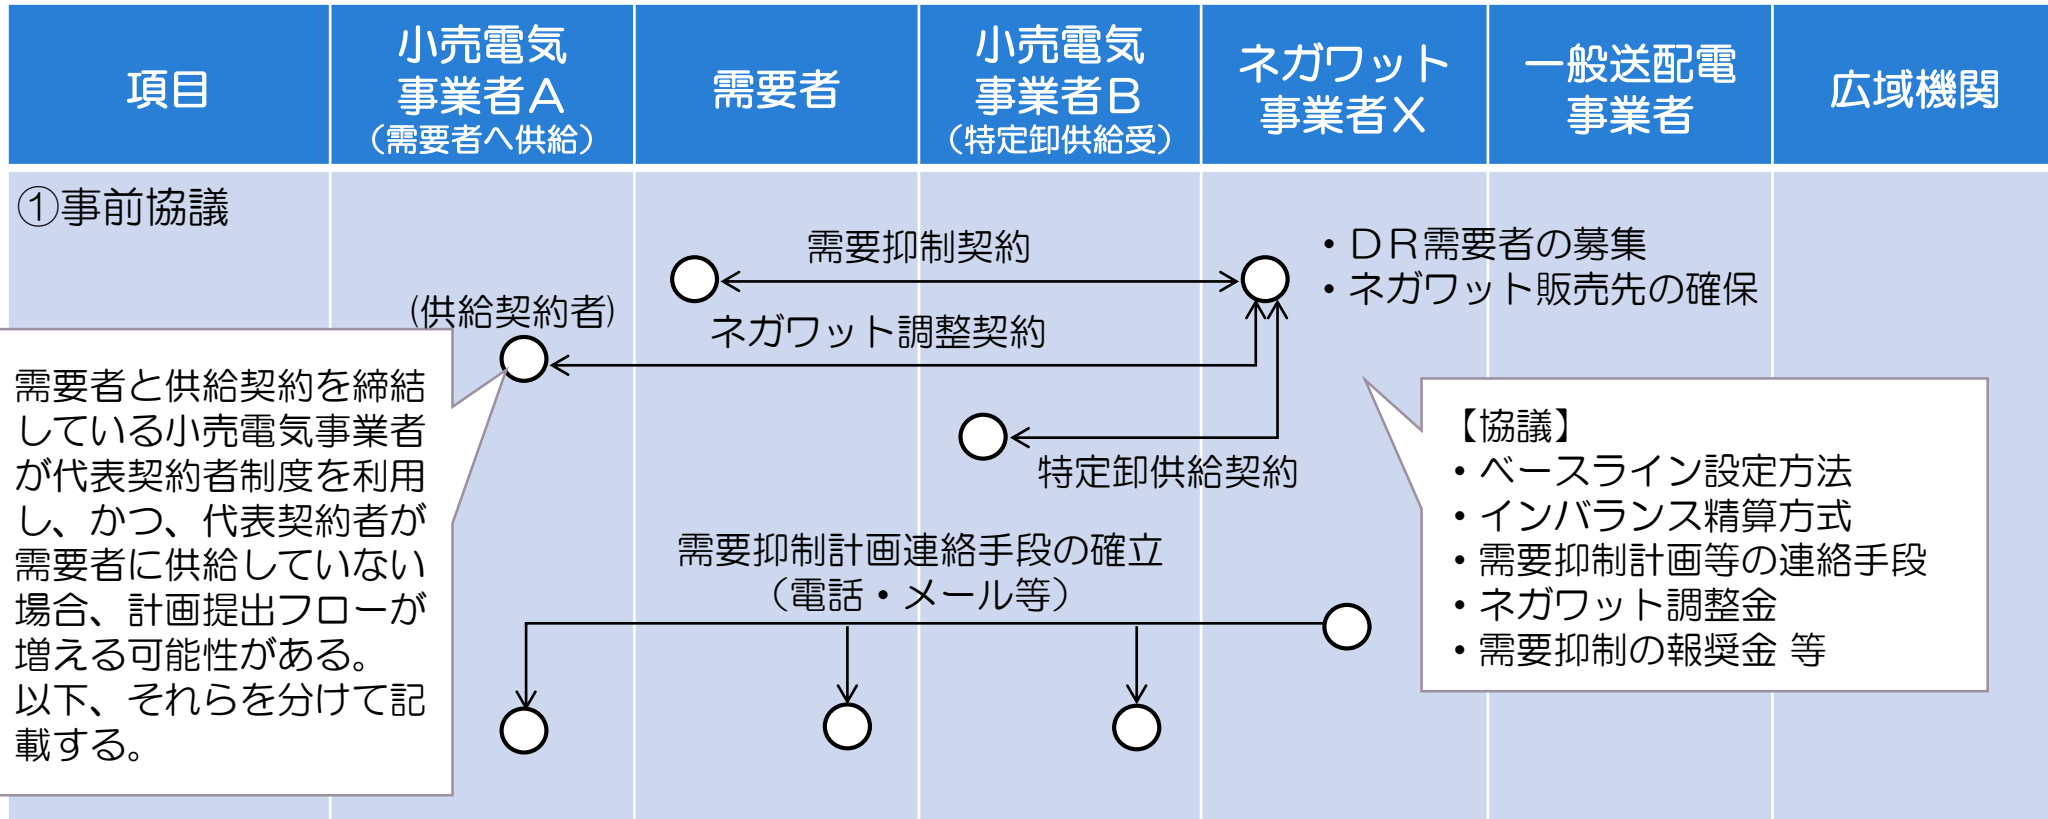 項目
小売電気
事業者A
（需要者へ供給）
需要者
小売電気
事業者B
（特定卸供給受）
ネガワット
事業者X
一般送配電
事業者
広域機関
①事前協議
需要抑制契約
・DR需要者の募集
・ネガワット販売先の確保
(供給契約者)
ネガワット調整契約
需要者と供給契約を締結
している小売電気事業者
が代表契約者制度を利用
し、かつ、代表契約者が
需要者に供給していない
場合、計画提出フローが
増える可能性がある。
以下、それらを分けて記
載する。
特定卸供給契約
【協議】
・ベースライン設定方法
・インバランス精算方式
・需要抑制計画等の連絡手段
・ネガワット調整金
・需要抑制の報奨金 等
需要抑制計画連絡手段の確立
（電話・メール等）